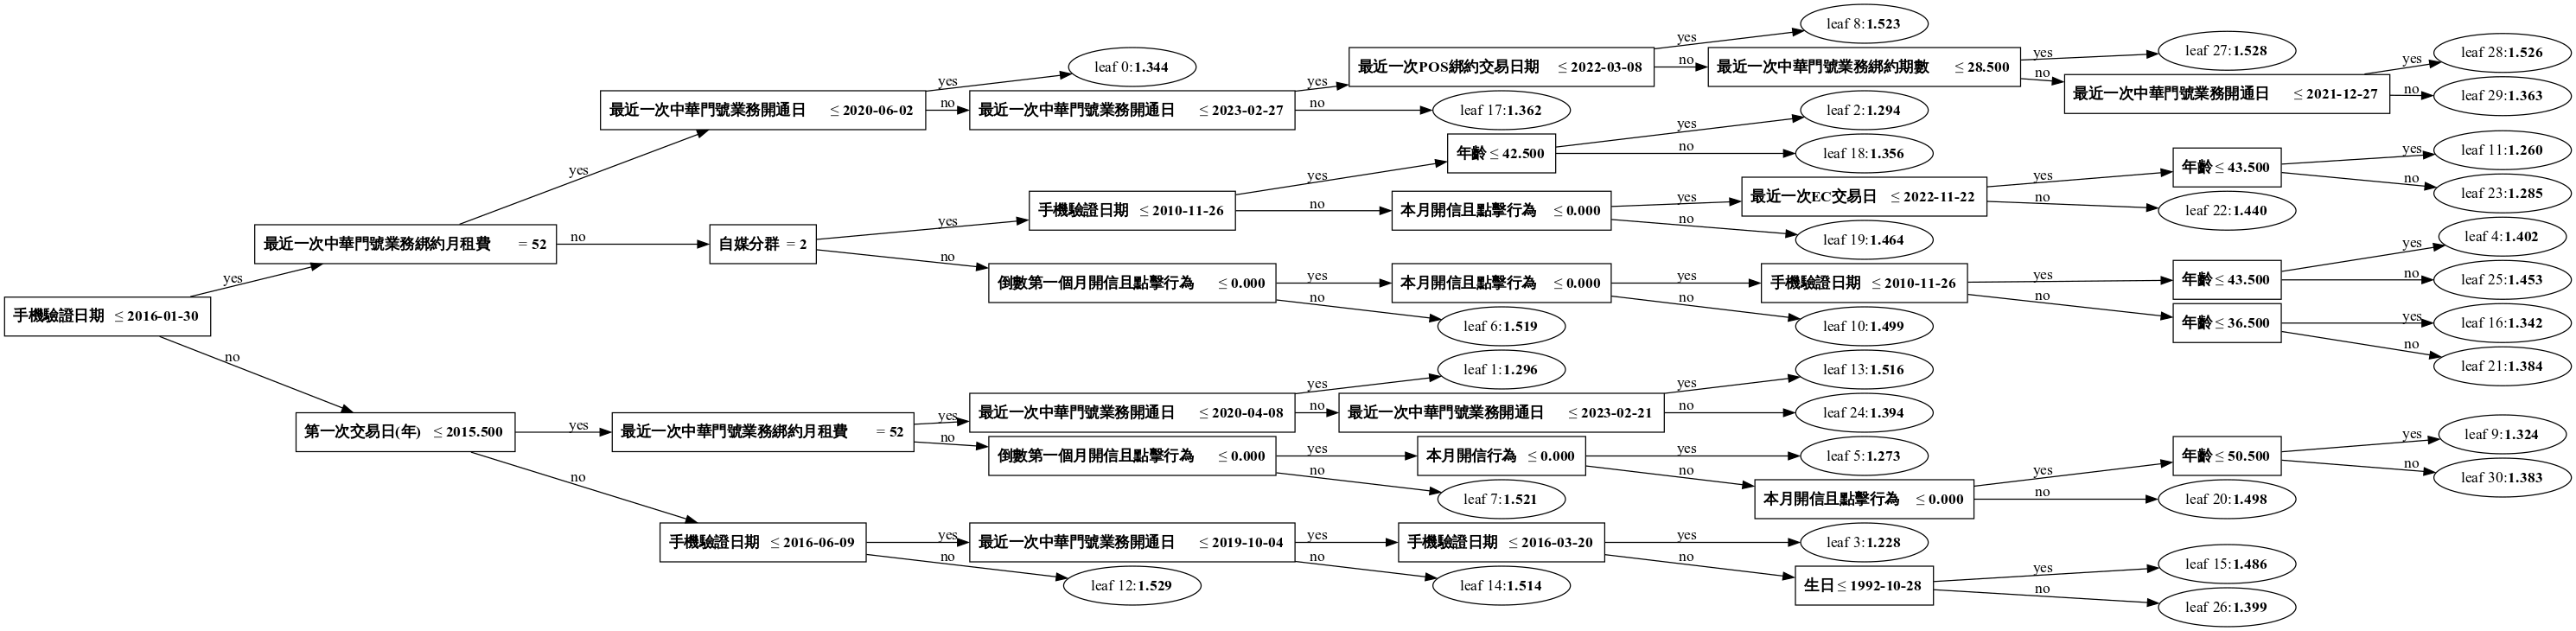 手機驗證日期 ≤ 2016-01-30
yes
no
最近一次中華門號業務綁約月租費 = 52
yes
no
最近一次中華門號業務開通日 ≤ 2020-06-02
yes
no
leaf 0:1.344
最近一次中華門號業務開通日 ≤ 2023-02-27
yes
no
最近一次POS綁約交易日期 ≤ 2022-03-08
yes
no
leaf 8:1.523
最近一次中華門號業務綁約期數 ≤ 28.500
yes
no
leaf 27:1.528
最近一次中華門號業務開通日 ≤ 2021-12-27
yes
no
leaf 28:1.526
leaf 29:1.363
leaf 17:1.362
自媒分群 = 2
yes
no
手機驗證日期 ≤ 2010-11-26
yes
no
年齡 ≤ 42.500
yes
no
leaf 2:1.294
leaf 18:1.356
本月開信且點擊行為 ≤ 0.000
yes
no
最近一次EC交易日 ≤ 2022-11-22
yes
no
年齡 ≤ 43.500
yes
no
leaf 11:1.260
leaf 23:1.285
leaf 22:1.440
leaf 19:1.464
倒數第一個月開信且點擊行為 ≤ 0.000
yes
no
本月開信且點擊行為 ≤ 0.000
yes
no
手機驗證日期 ≤ 2010-11-26
yes
no
年齡 ≤ 43.500
yes
no
leaf 4:1.402
leaf 25:1.453
年齡 ≤ 36.500
yes
no
leaf 16:1.342
leaf 21:1.384
leaf 10:1.499
leaf 6:1.519
第一次交易日(年) ≤ 2015.500
yes
no
最近一次中華門號業務綁約月租費 = 52
yes
no
最近一次中華門號業務開通日 ≤ 2020-04-08
yes
no
leaf 1:1.296
最近一次中華門號業務開通日 ≤ 2023-02-21
yes
no
leaf 13:1.516
leaf 24:1.394
倒數第一個月開信且點擊行為 ≤ 0.000
yes
no
本月開信行為 ≤ 0.000
yes
no
leaf 5:1.273
本月開信且點擊行為 ≤ 0.000
yes
no
年齡 ≤ 50.500
yes
no
leaf 9:1.324
leaf 30:1.383
leaf 20:1.498
leaf 7:1.521
手機驗證日期 ≤ 2016-06-09
yes
no
最近一次中華門號業務開通日 ≤ 2019-10-04
yes
no
手機驗證日期 ≤ 2016-03-20
yes
no
leaf 3:1.228
生日 ≤ 1992-10-28
yes
no
leaf 15:1.486
leaf 26:1.399
leaf 14:1.514
leaf 12:1.529